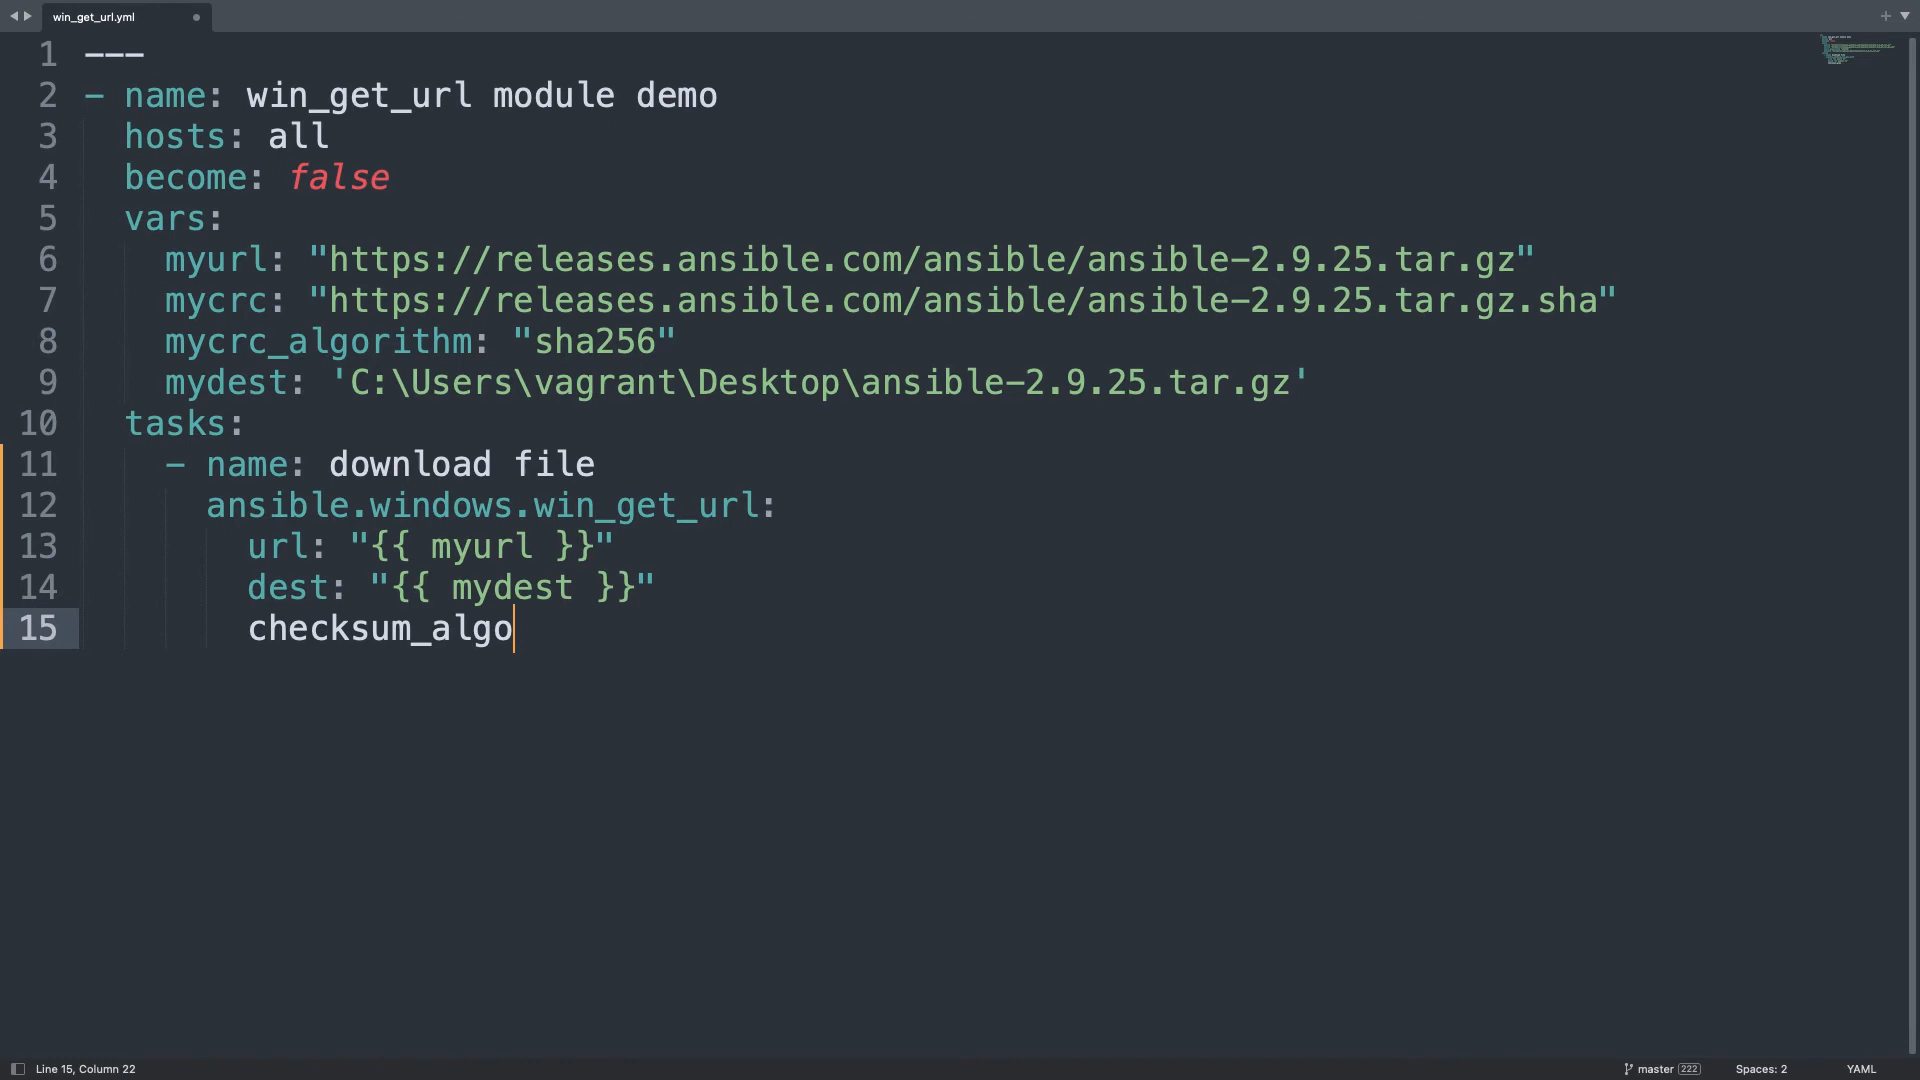 win_get_url.yml
1 ---
2 - name: win_get_url module demo
3 hosts: all
4 become: false
5 vars:
6 myurl: "https://releases.ansible.com/ansible/ansible-2.9.25.tar.gz"
7 mycrc: "https://releases.ansible.com/ansible/ansible-2.9.25.tar.gz.sha"
8 mycrc_algorithm: "sha256"
9 mydest: 'C:\Users\vagrant\Desktop\ansible-2.9.25.tar.gz'
10 tasks:
11 - name: download file
12 ansible.windows.win_get_url:
13 url: "{{ myurl }}"
14 dest: "{{ mydest }}"
15 checksum_algo
Line 15, Column 22 master 222 Spaces: 2 YAML